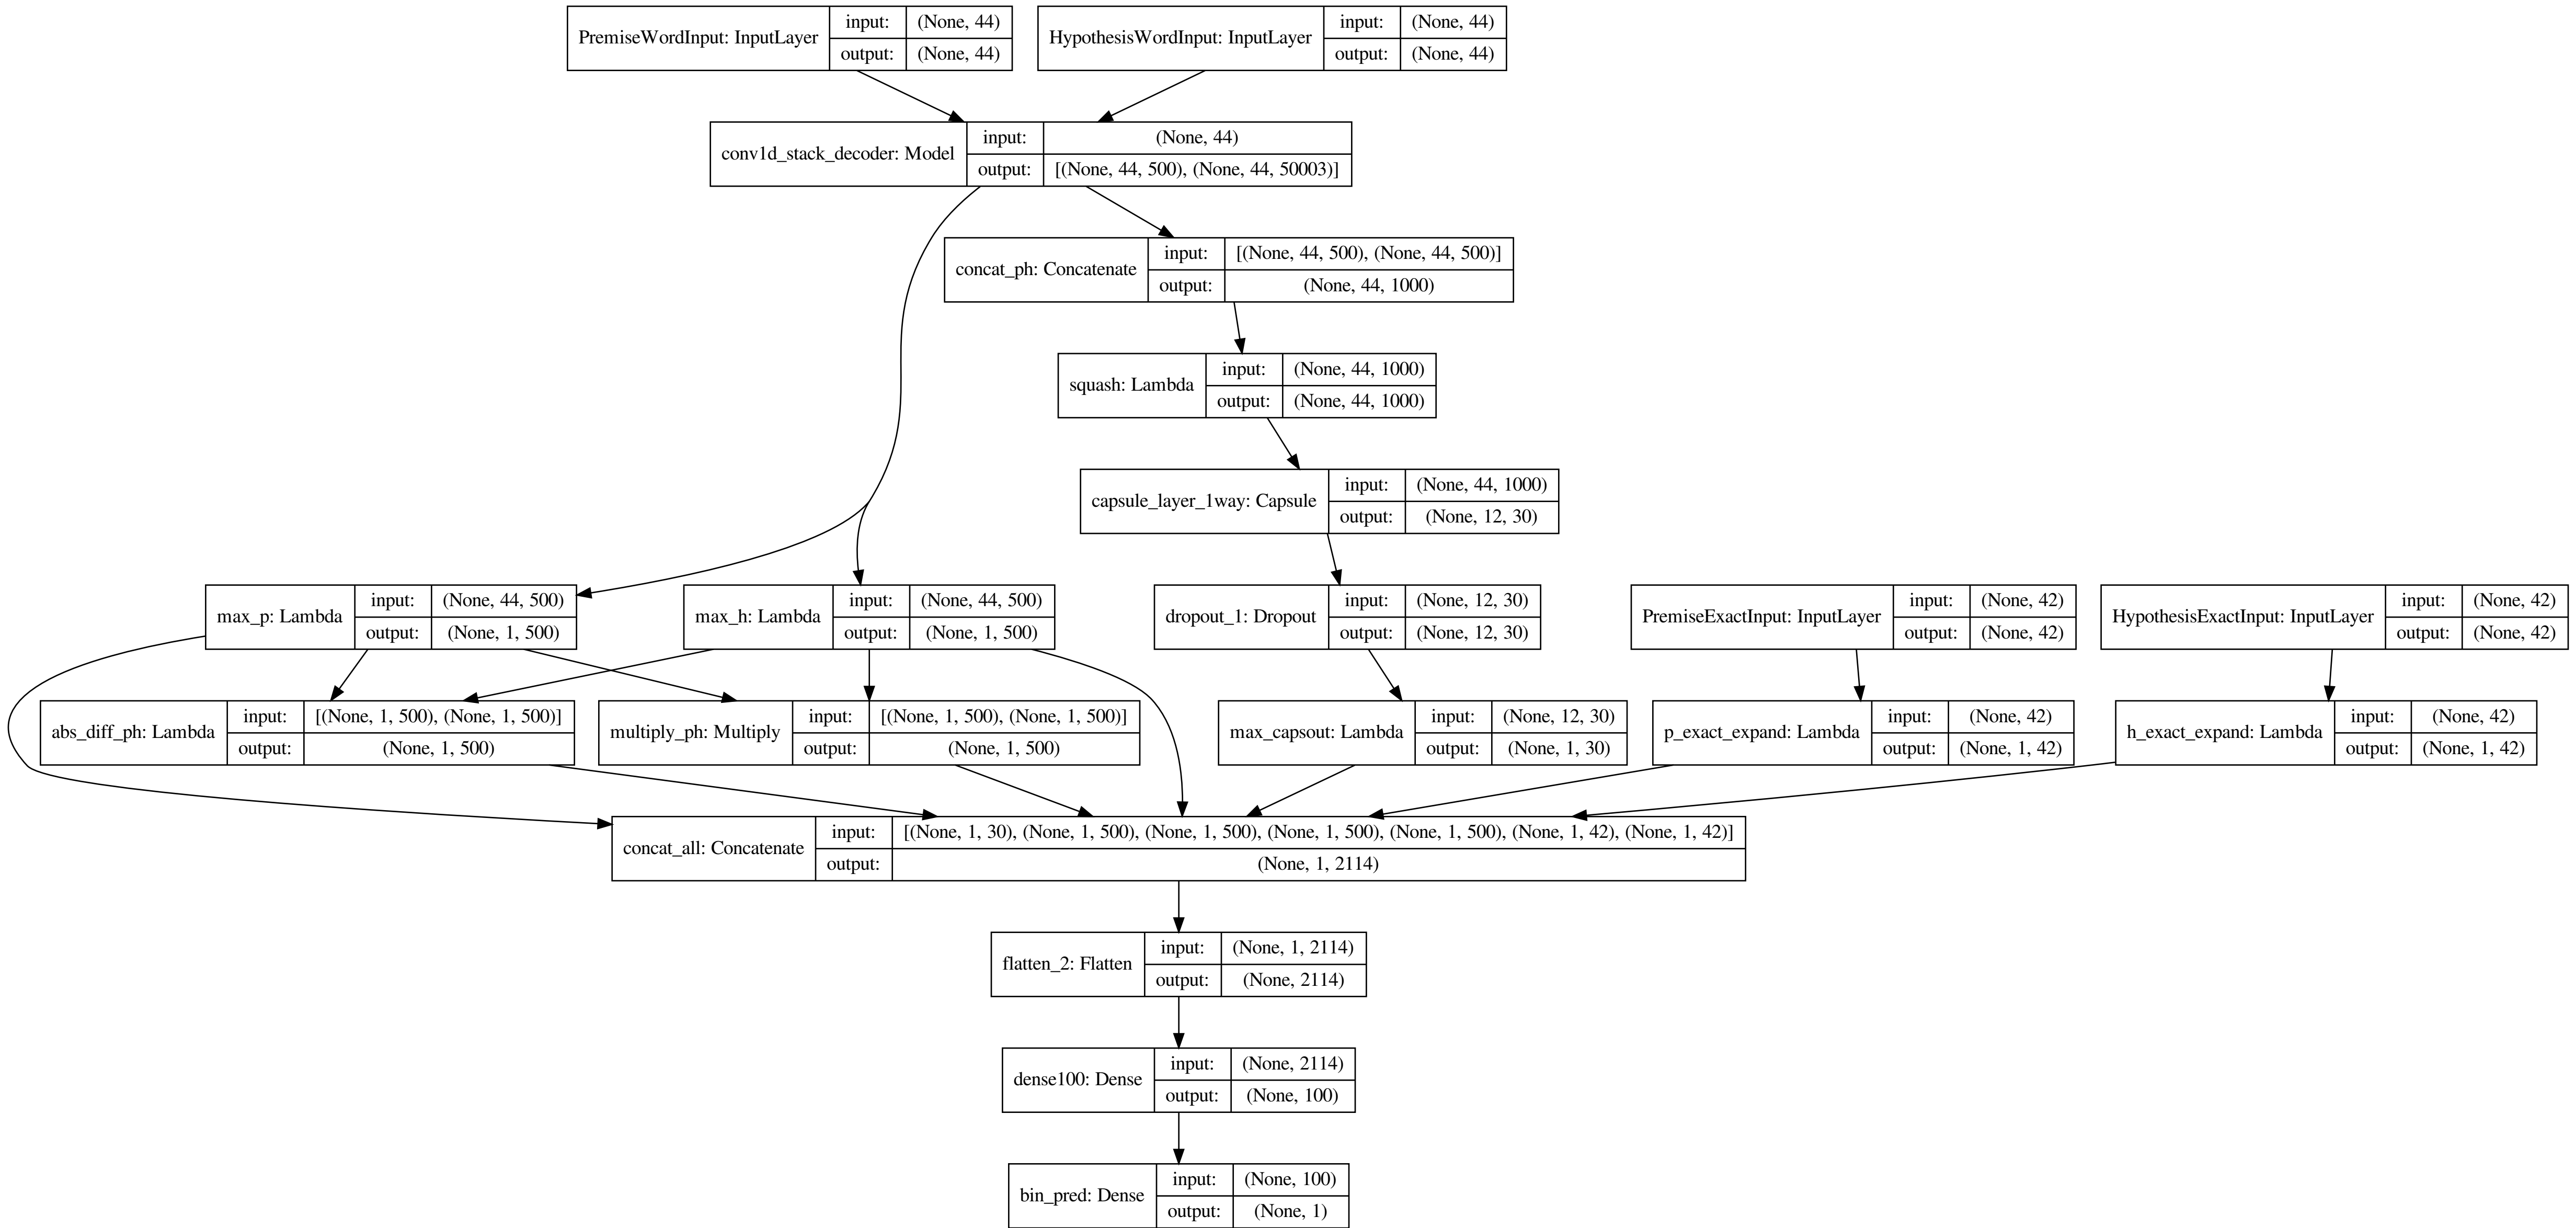 PremiseWordInput: InputLayer
input:
(None, 44)
output:
(None, 44)
HypothesisWordInput: InputLayer
input:
(None, 44)
output:
(None, 44)
conv1d_stack_decoder: Model
input:
(None, 44)
output:
[(None, 44, 500), (None, 44, 50003)]
concat_ph: Concatenate
input:
[(None, 44, 500), (None, 44, 500)]
output:
(None, 44, 1000)
squash: Lambda
input:
(None, 44, 1000)
output:
(None, 44, 1000)
capsule_layer_1way: Capsule
input:
(None, 44, 1000)
output:
(None, 12, 30)
max_p: Lambda
input:
(None, 44, 500)
output:
(None, 1, 500)
max_h: Lambda
input:
(None, 44, 500)
output:
(None, 1, 500)
dropout_1: Dropout
input:
(None, 12, 30)
output:
(None, 12, 30)
PremiseExactInput: InputLayer
input:
(None, 42)
output:
(None, 42)
HypothesisExactInput: InputLayer
input:
(None, 42)
output:
(None, 42)
abs_diff_ph: Lambda
input:
[(None, 1, 500), (None, 1, 500)]
output:
(None, 1, 500)
multiply_ph: Multiply
input:
[(None, 1, 500), (None, 1, 500)]
output:
(None, 1, 500)
max_capsout: Lambda
input:
(None, 12, 30)
output:
(None, 1, 30)
p_exact_expand: Lambda
input:
(None, 42)
output:
(None, 1, 42)
h_exact_expand: Lambda
input:
(None, 42)
output:
(None, 1, 42)
concat_all: Concatenate
input:
[(None, 1, 30), (None, 1, 500), (None, 1, 500), (None, 1, 500), (None, 1, 500), (None, 1, 42), (None, 1, 42)]
output:
(None, 1, 2114)
flatten_2: Flatten
input:
(None, 1, 2114)
output:
(None, 2114)
dense100: Dense
input:
(None, 2114)
output:
(None, 100)
bin_pred: Dense
input:
(None, 100)
output:
(None, 1)